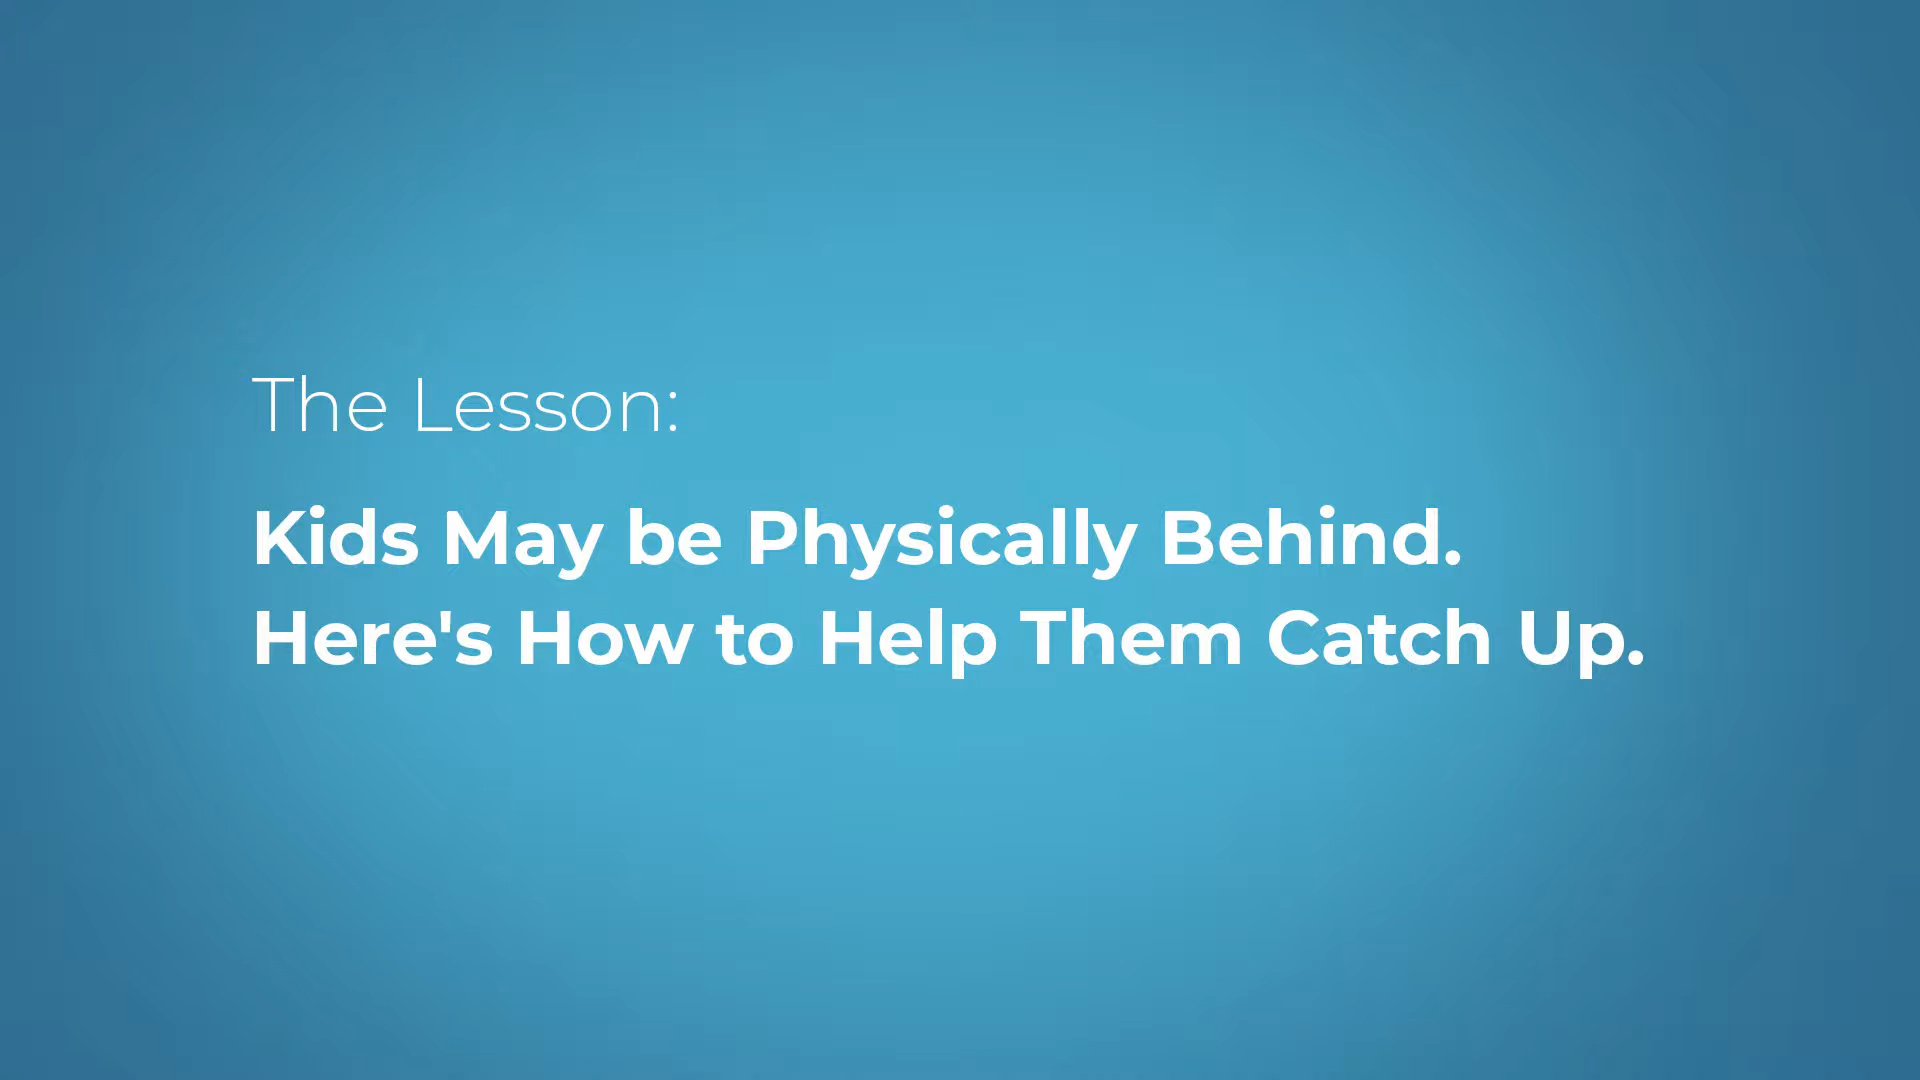 The Lesson:
Kids May be Physically Behind.
Here's How to Help Them Catch Up.